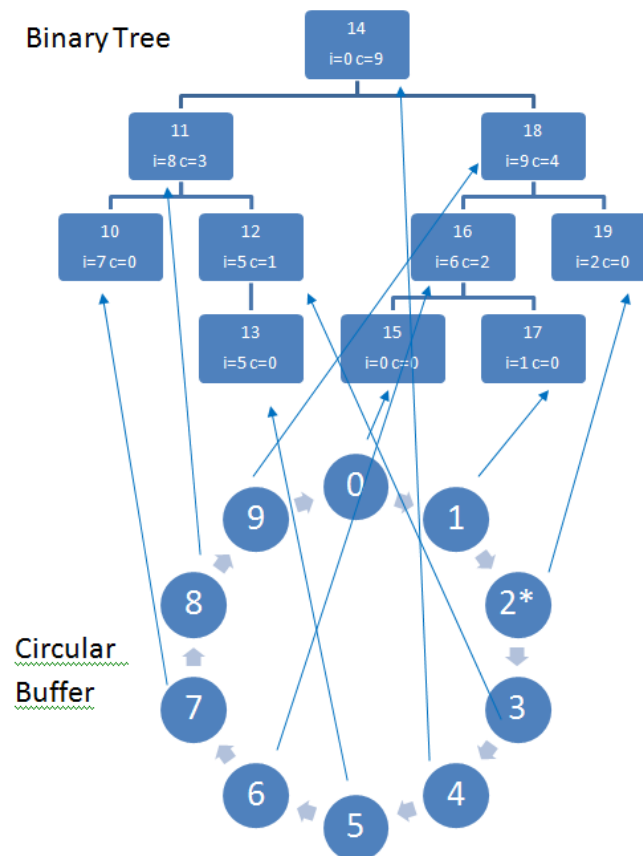 Binary Tree
14
i=0 c=9
11
i=8 c=3
18
i=9 c=4
10
i=7 c=0
12
i=5 c=1
16
i=6 c=2
19
i=2 c=0
13
i=5 c=0
15
i=0 c=0
17
i=1 c=0
0
9
1
8
2*
Circular
Buffer
7
3
6
4
5